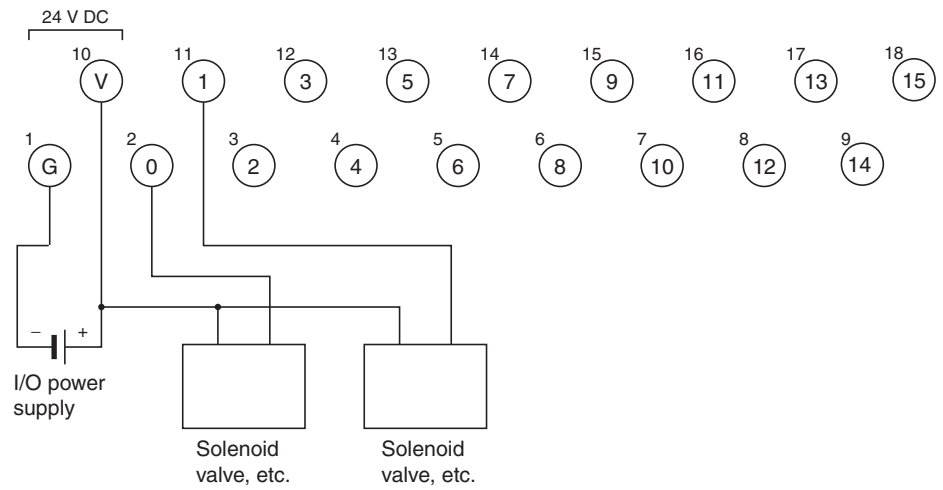 24 V DC
10 11 12 13 14 15 16 17 18
V 1 3 5 7 9 11 13 15
1 2 3 4 5 6 7 8 9
G 0 2 4 6 8 10 12 14
– +
I/O power
supply
Solenoid
valve, etc.
Solenoid
valve, etc.